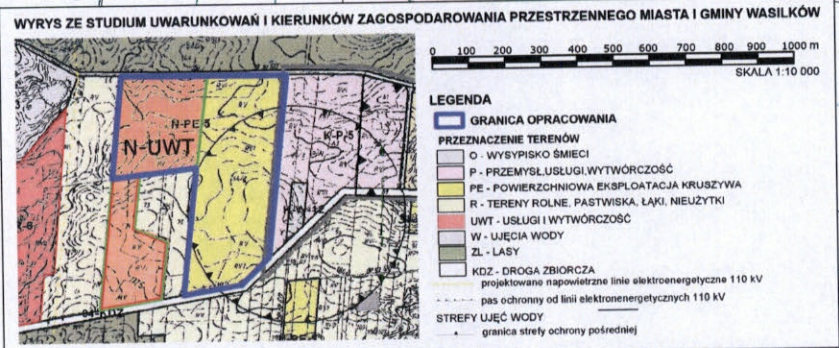 WYRYS ZE STUDIUM UWARUNKOWAŃ I KIERUNKÓW ZAGOSPODAROWANIA PRZESTRZENNEGO MIASTA I GMINY WASILKÓW
0 100 200 300 400 500 600 700 800 900 1000 m
SKALA 1:10 000
LEGENDA
GRANICA OPRACOWANIA
PRZEZNACZENIE TERENÓW
O - WYSYPISKO ŚMIECI
P - PRZEMYSŁ,USŁUGI,WYTWÓRCZOŚĆ
PE - POWIERZCHNIOWA EKSPLOATACJA KRUSZYWA
R - TERENY ROLNE, PASTWISKA, ŁĄKI, NIEUŻYTKI
UWT - USŁUGI I WYTWÓRCZOŚĆ
W - UJĘCIA WODY
ZL - LASY
KDZ - DROGA ZBIORCZA
projektowane napowietrzne linie elektroenergetyczne 110 kV
pas ochronny od linii elektronenergetycznych 110 kV
STREFY UJĘĆ WODY
granica strefy ochrony pośredniej
N-PE-5
N-UWT
K-P-5